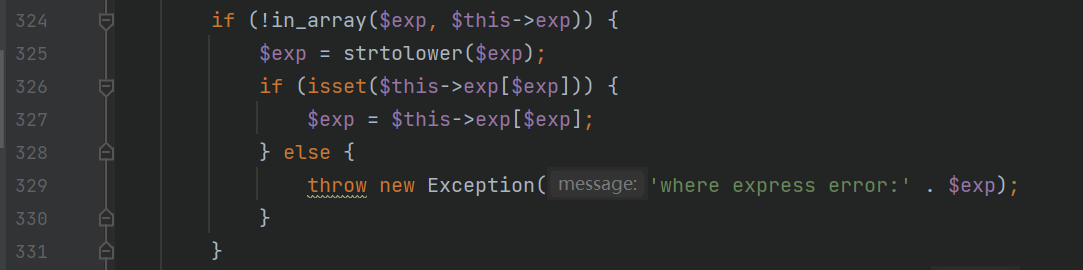 324 if (!in_array($exp, $this->exp)) {
325 $exp = strtolower($exp);
326 if (isset($this->exp[$exp])) {
327 $exp = $this->exp[$exp];
328 } else {
329 throw new Exception( message: 'where express error:' . $exp);
330 }
331 }